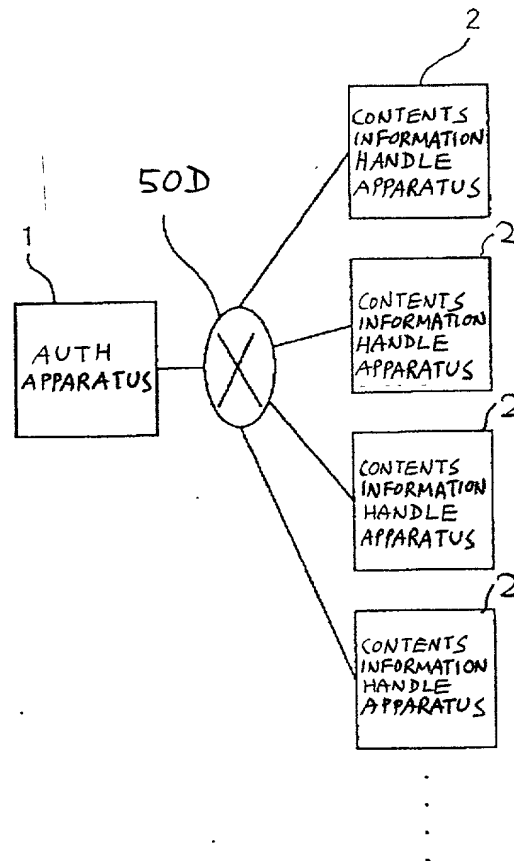 2
CONTENTS
INFORMATION
HANDLE
APPARATUS
50D
1
2
AUTH
APPARATUS
CONTENTS
INFORMATION
HANDLE
APPARATUS
2
CONTENTS
INFORMATION
HANDLE
APPARATUS
2
CONTENTS
INFORMATION
HANDLE
APPARATUS